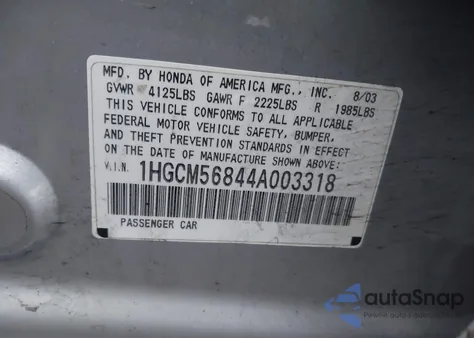 MFD. BY HONDA OF AMERICA MFG., INC. 8/03
GVWR 4125LBS GAWR F 2225LBS R 1985LBS
THIS VEHICLE CONFORMS TO ALL APPLICABLE
FEDERAL MOTOR VEHICLE SAFETY, BUMPER,
AND THEFT PREVENTION STANDARDS IN EFFECT
ON THE DATE OF MANUFACTURE SHOWN ABOVE:
V.I.N. 1HGCM56844A003318
PASSENGER CAR
autoSnap